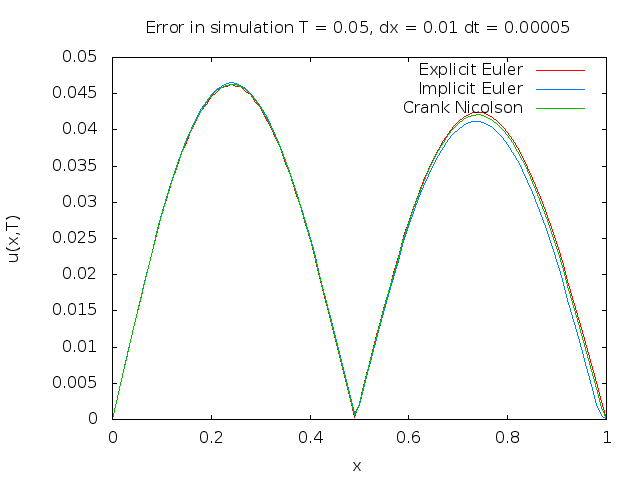 Error in simulation T = 0.05, dx = 0.01 dt = 0.00005
0.05
0.045
0.04
0.035
0.03
0.025
0.02
0.015
0.01
0.005
0
u(x,T)
Explicit Euler
Implicit Euler
Crank Nicolson
0
0.2
0.4
0.6
0.8
1
x